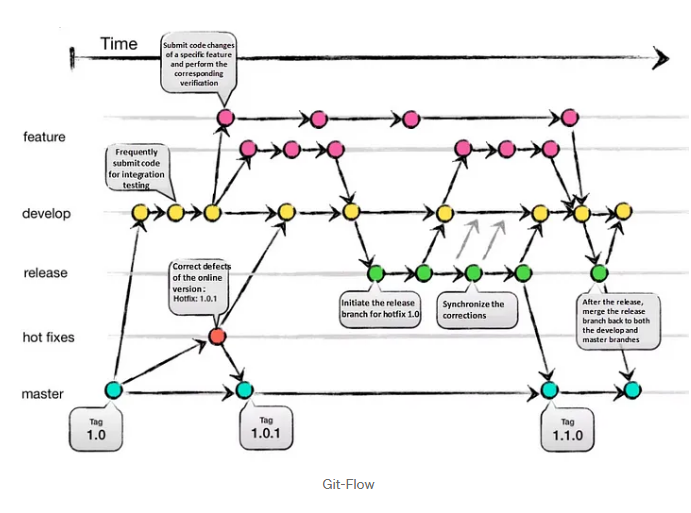 Time
Submit code changes
of a specific feature
and perform the
corresponding
verification
feature
Frequently
submit code
for integration
testing
develop
release
Correct defects
of the online
version:
Hotfix: 1.0.1
Initiate the release
branch for hotfix 1.0
Synchronize the
corrections
After the release,
merge the release
branch back to both
the develop and
master branches
hot fixes
master
Tag
1.0
Tag
1.0.1
Tag
1.1.0
Git-Flow